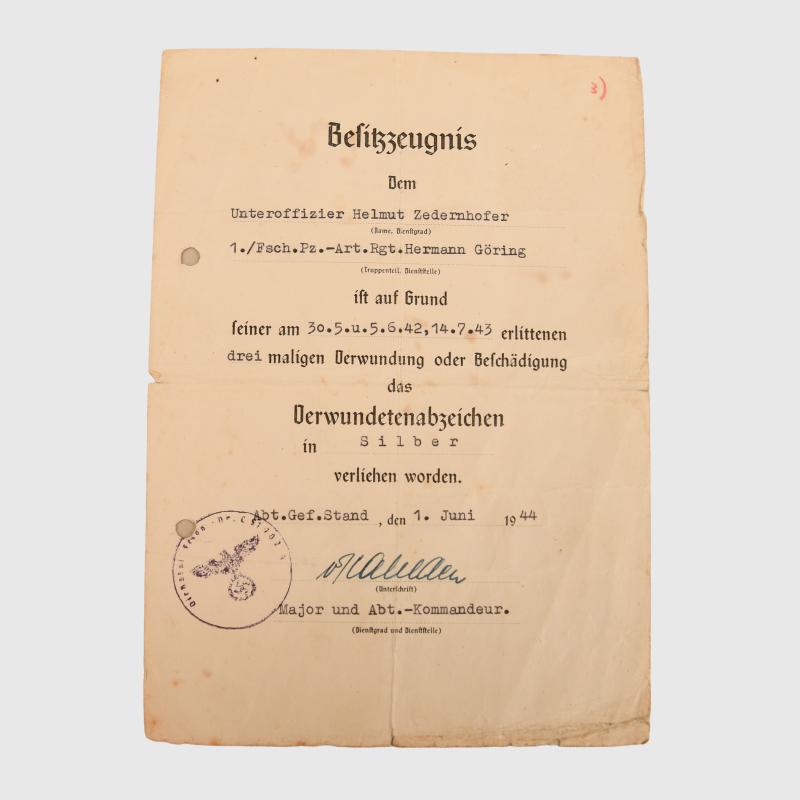 3)
Besitzzeugnis
Dem
Unteroffizier Helmut Zedernhofer
(Name, Dienstgrad)
1./Fsch.Pz.-Art.Rgt.Hermann Göring
(Truppenteil, Dienststelle)
ist auf Grund
seiner am 30.5.u.5.6.42,14.7.43 erlittenen
drei maligen Verwundung oder Beschädigung
das
Verwundetenabzeichen
in Silber
verliehen worden.
Abt.Gef.Stand, den 1. Juni 1944
(Unterschrift)
Major und Abt.-Kommandeur.
(Dienstgrad und Dienststelle)